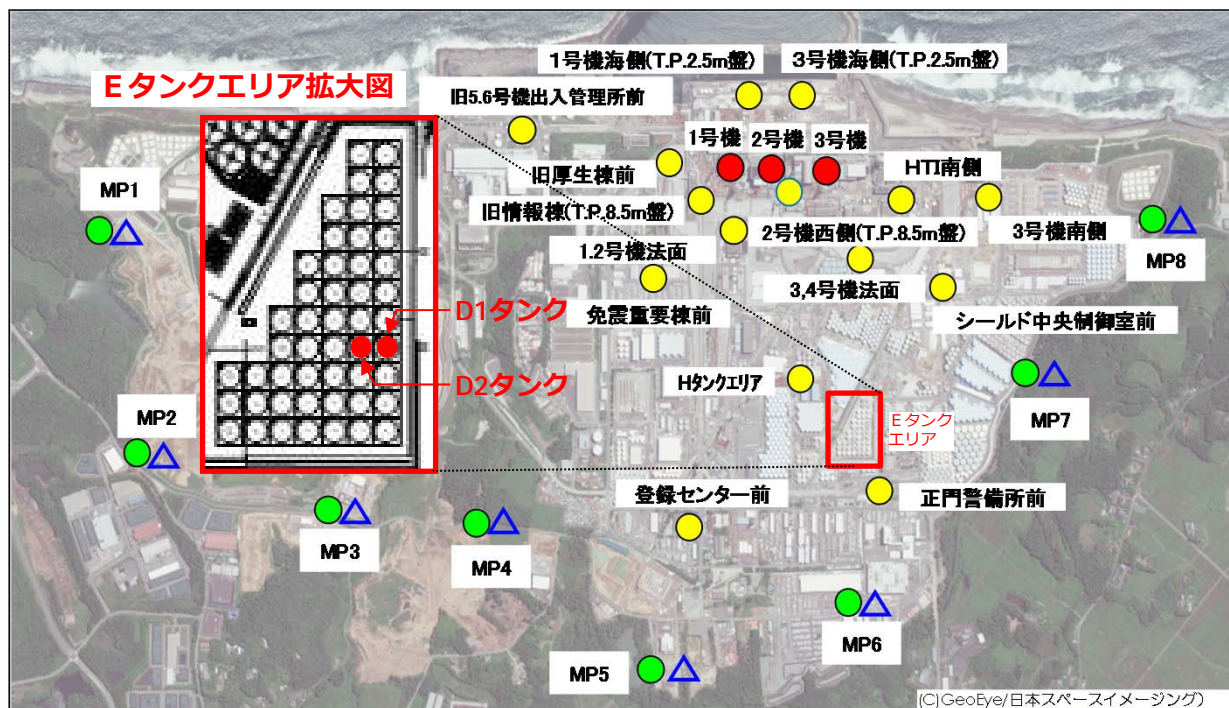 1号機海側(T.P.2.5m盤)
3号機海側(T.P.2.5m盤)
Eタンクエリア拡大図
旧5.6号機出入管理所前
1号機
2号機
3号機
MP1
旧厚生棟前
HTI南側
旧情報棟(T.P.8.5m盤)
2号機西側(T.P.8.5m盤)
3号機南側
MP8
1.2号機法面
3,4号機法面
D1タンク
免震重要棟前
シールド中央制御室前
D2タンク
Hタンクエリア
MP7
Eタンク
エリア
MP2
登録センター前
正門警備所前
MP3
MP4
MP6
MP5
(C)GeoEye/日本スペースイメージング)